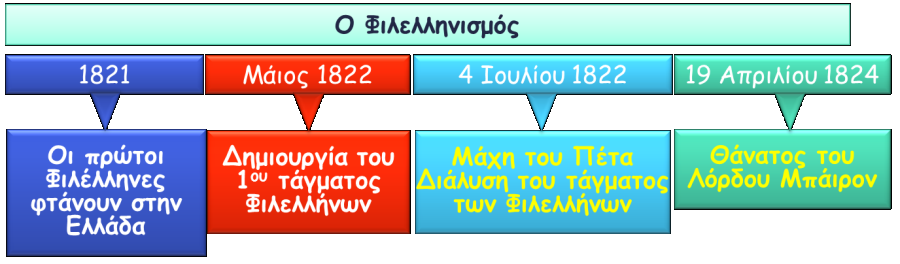 Ο Φιλελληνισμός
1821
Μάιος 1822
4 Ιουλίου 1822
19 Απριλίου 1824
Οι πρώτοι
Φιλέλληνες
φτάνουν στην
Ελλάδα
Δημιουργία του
1ου τάγματος
Φιλελλήνων
Μάχη του Πέτα
Διάλυση του τάγματος
των Φιλελλήνων
Θάνατος του
Λόρδου Μπάιρον